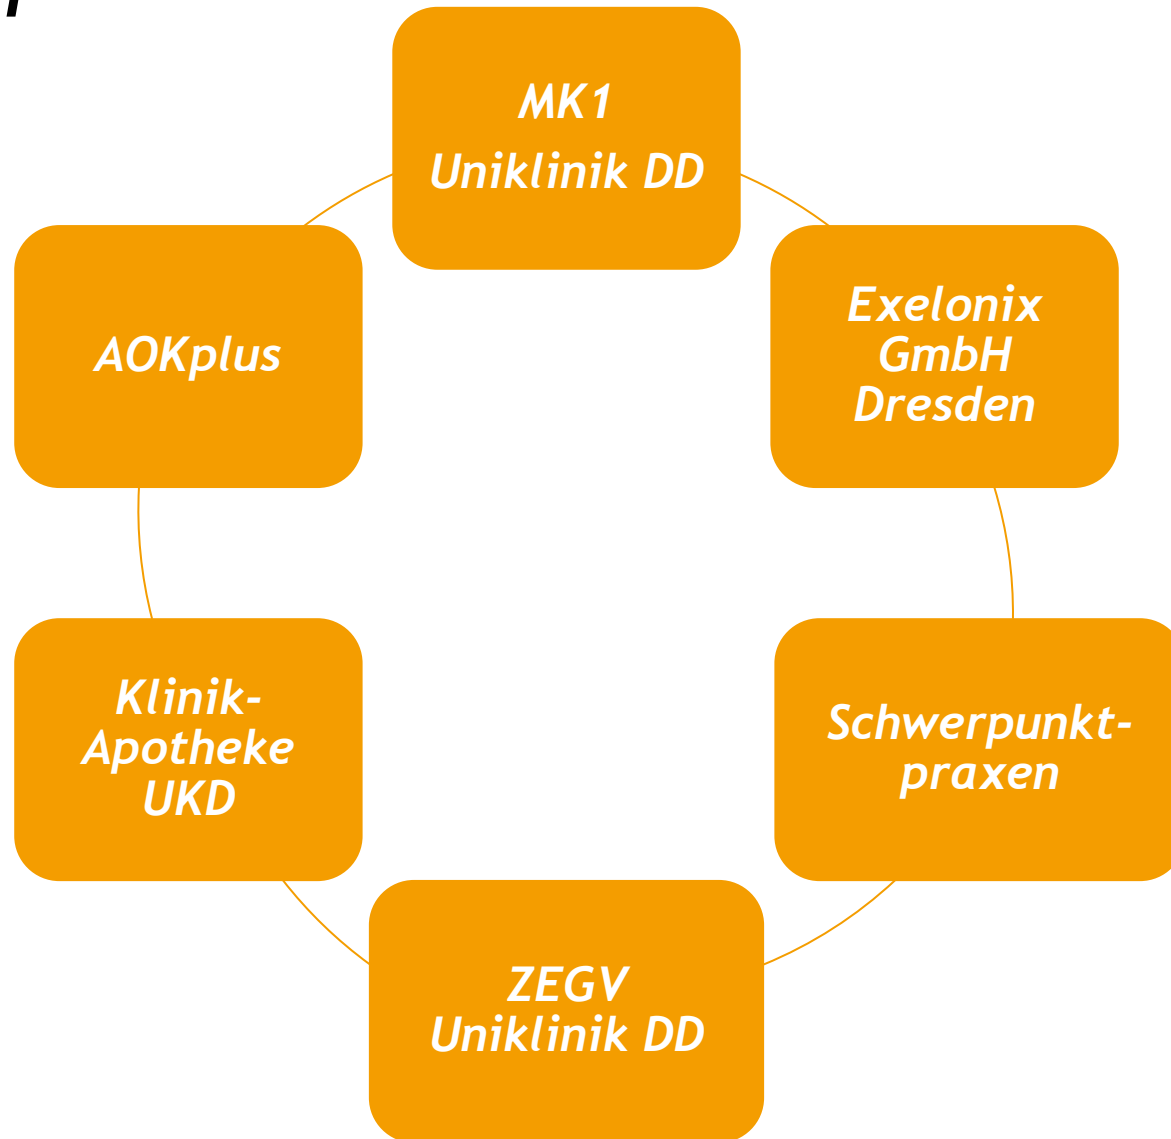 MK1
Uniklinik DD
Exelonix
GmbH
Dresden
Schwerpunkt-
praxen
ZEGV
Uniklinik DD
Klinik-
Apotheke
UKD
AOKplus